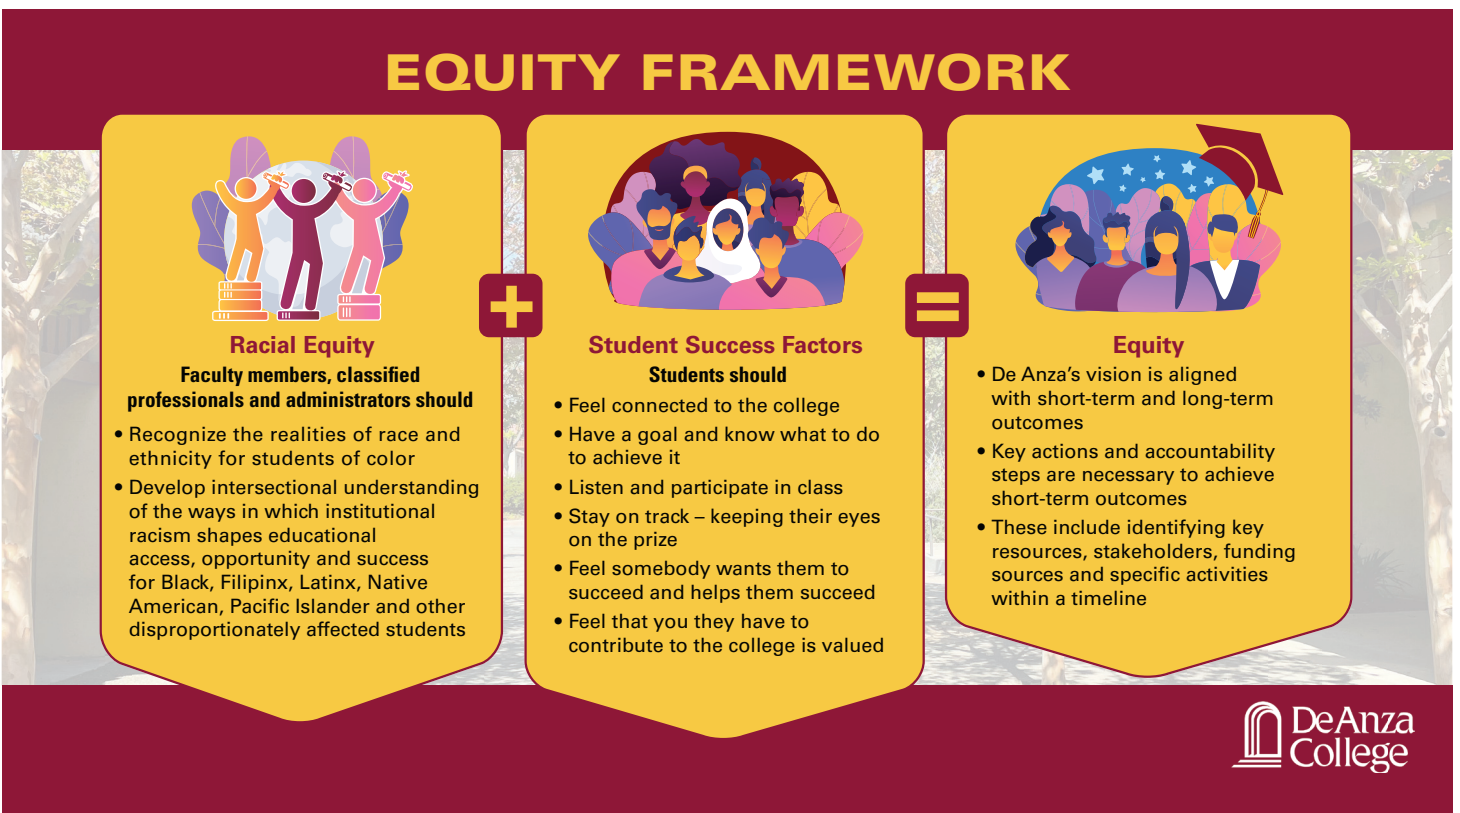 EQUITY FRAMEWORK
Racial Equity
Faculty members, classified
professionals and administrators should
• Recognize the realities of race and
ethnicity for students of color
• Develop intersectional understanding
of the ways in which institutional
racism shapes educational
access, opportunity and success
for Black, Filipinx, Latinx, Native
American, Pacific Islander and other
disproportionately affected students
+
Student Success Factors
Students should
• Feel connected to the college
• Have a goal and know what to do
to achieve it
• Listen and participate in class
• Stay on track – keeping their eyes
on the prize
• Feel somebody wants them to
succeed and helps them succeed
• Feel that you they have to
contribute to the college is valued
=
Equity
• De Anza’s vision is aligned
with short-term and long-term
outcomes
• Key actions and accountability
steps are necessary to achieve
short-term outcomes
• These include identifying key
resources, stakeholders, funding
sources and specific activities
within a timeline
De Anza
College